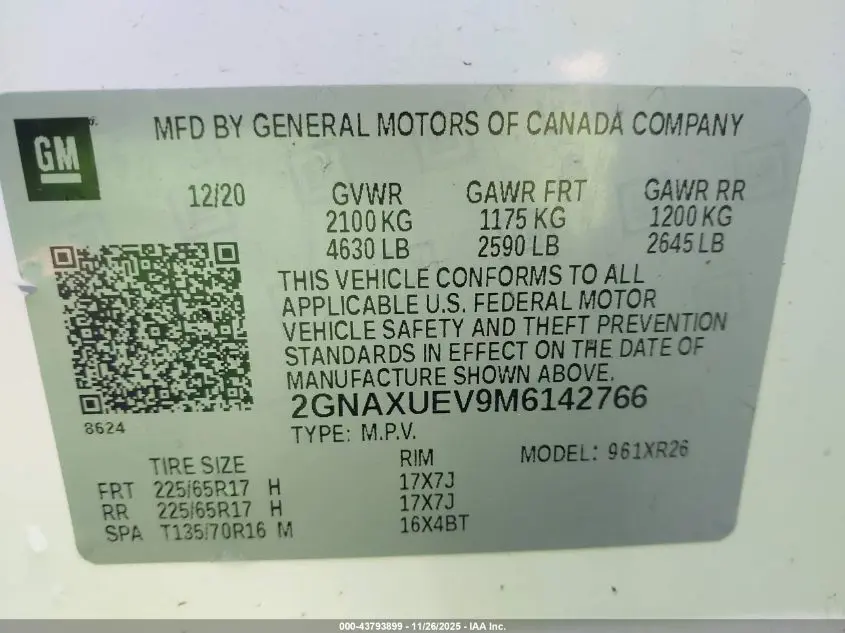 GM
MFD BY GENERAL MOTORS OF CANADA COMPANY
12/20 GVWR GAWR FRT GAWR RR
2100 KG 1175 KG 1200 KG
4630 LB 2590 LB 2645 LB
THIS VEHICLE CONFORMS TO ALL
APPLICABLE U.S. FEDERAL MOTOR
VEHICLE SAFETY AND THEFT PREVENTION
STANDARDS IN EFFECT ON THE DATE OF
MANUFACTURE SHOWN ABOVE.
2GNAXUEV9M6142766
8624
TYPE: M.P.V. MODEL: 961XR26
TIRE SIZE RIM
FRT 225/65R17 H 17X7J
RR 225/65R17 H 17X7J
SPA T135/70R16 M 16X4BT
000-43793899 - 11/26/2025 - IAA Inc.